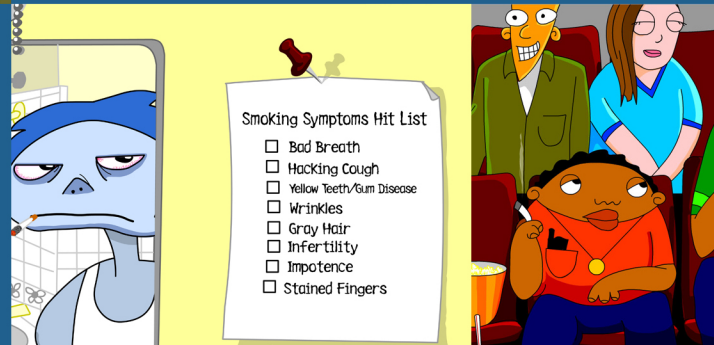 Smoking Symptoms Hit List
Bad Breath
Hacking Cough
Yellow Teeth/Gum Disease
Wrinkles
Gray Hair
Infertility
Impotence
Stained Fingers